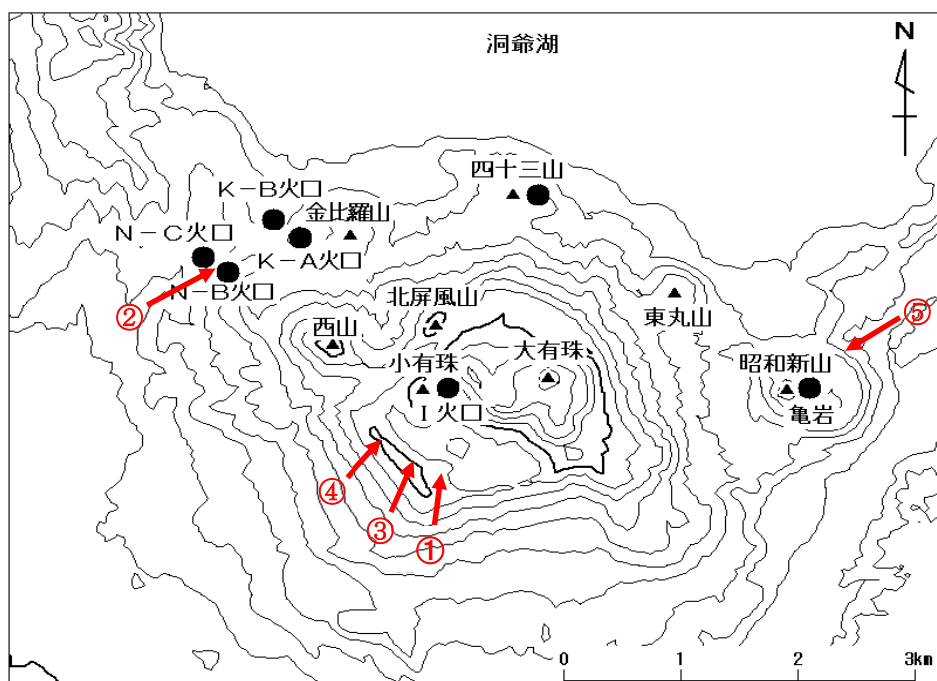 洞爺湖
N
四十三山
K-B火口
金比羅山
N-C火口
K-A火口
N-B火口
②
北屏風山
東丸山
⑤
西山
小有珠
大有珠
昭和新山
I火口
亀岩
④
③
①
0 1 2 3km